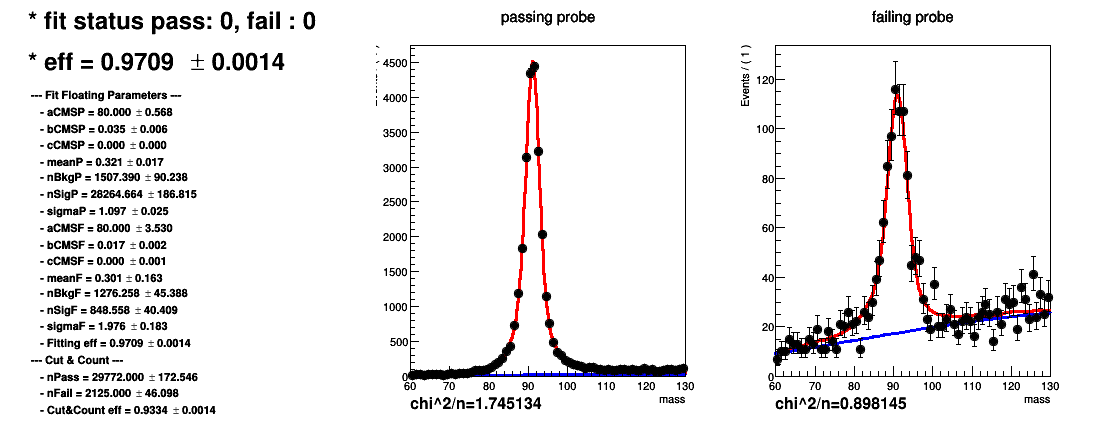 * fit status pass: 0, fail : 0
* eff = 0.9709 ± 0.0014
--- Fit Floating Parameters ---
- aCMSP = 80.000 ± 0.568
- bCMSP = 0.035 ± 0.006
- cCMSP = 0.000 ± 0.000
- meanP = 0.321 ± 0.017
- nBkgP = 1507.390 ± 90.238
- nSigP = 28264.664 ± 186.815
- sigmaP = 1.097 ± 0.025
- aCMSF = 80.000 ± 3.530
- bCMSF = 0.017 ± 0.002
- cCMSF = 0.000 ± 0.001
- meanF = 0.301 ± 0.163
- nBkgF = 1276.258 ± 45.388
- nSigF = 848.558 ± 40.409
- sigmaF = 1.976 ± 0.183
- Fitting eff = 0.9709 ± 0.0014
--- Cut & Count ---
- nPass = 29772.000 ± 172.546
- nFail = 2125.000 ± 46.098
- Cut&Count eff = 0.9334 ± 0.0014
passing probe
4500
4000
3500
3000
2500
2000
1500
1000
500
0
60 70 80 90 100 110 120 130
mass
chi^2/n=1.745134
failing probe
Events / ( 1 )
120
100
80
60
40
20
0
60 70 80 90 100 110 120 130
mass
chi^2/n=0.898145